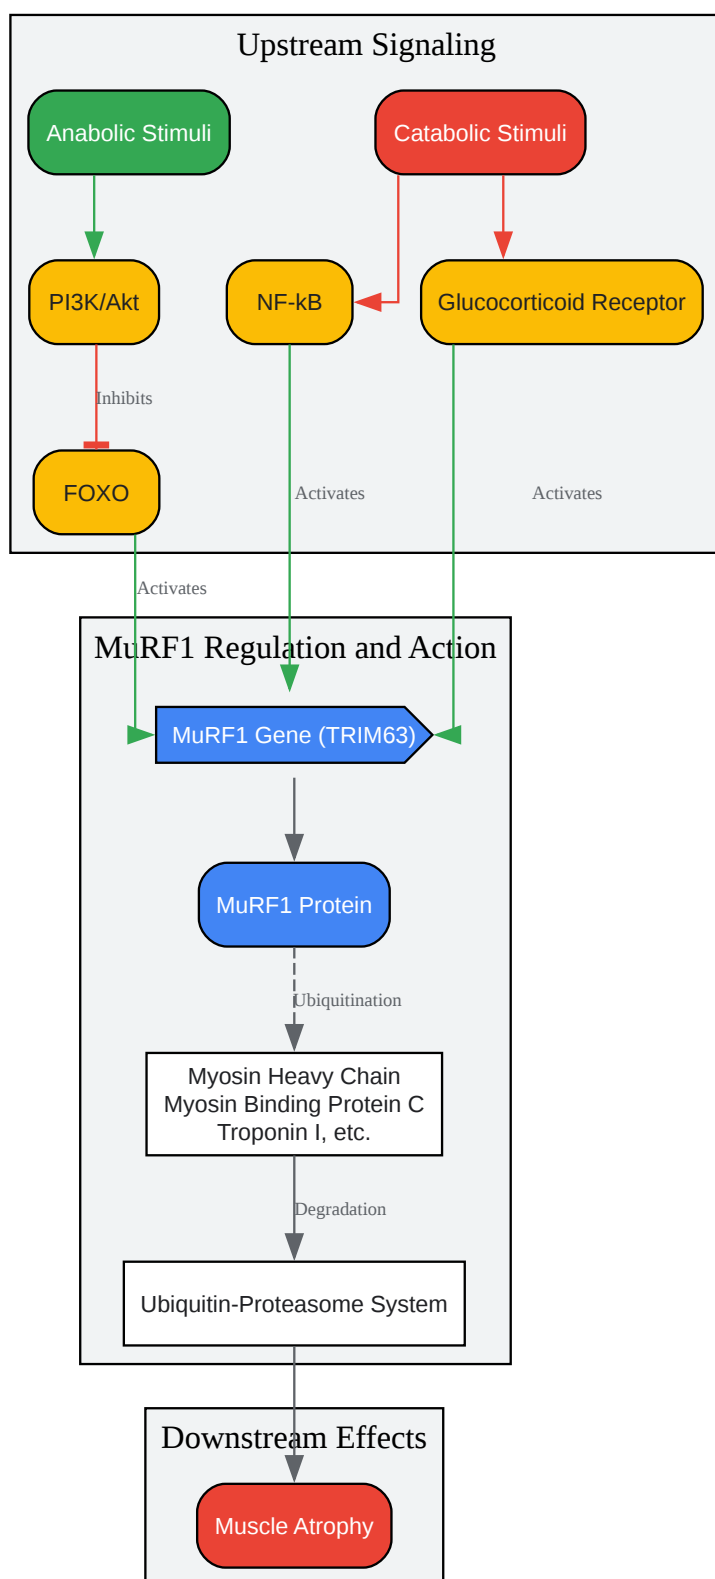 Upstream Signaling
Anabolic Stimuli
Catabolic Stimuli
PI3K/Akt
NF-kB
Glucocorticoid Receptor
Inhibits
FOXO
Activates
Activates
Activates
MuRF1 Regulation and Action
MuRF1 Gene (TRIM63)
MuRF1 Protein
Ubiquitination
Myosin Heavy Chain
Myosin Binding Protein C
Troponin I, etc.
Degradation
Ubiquitin-Proteasome System
Downstream Effects
Muscle Atrophy